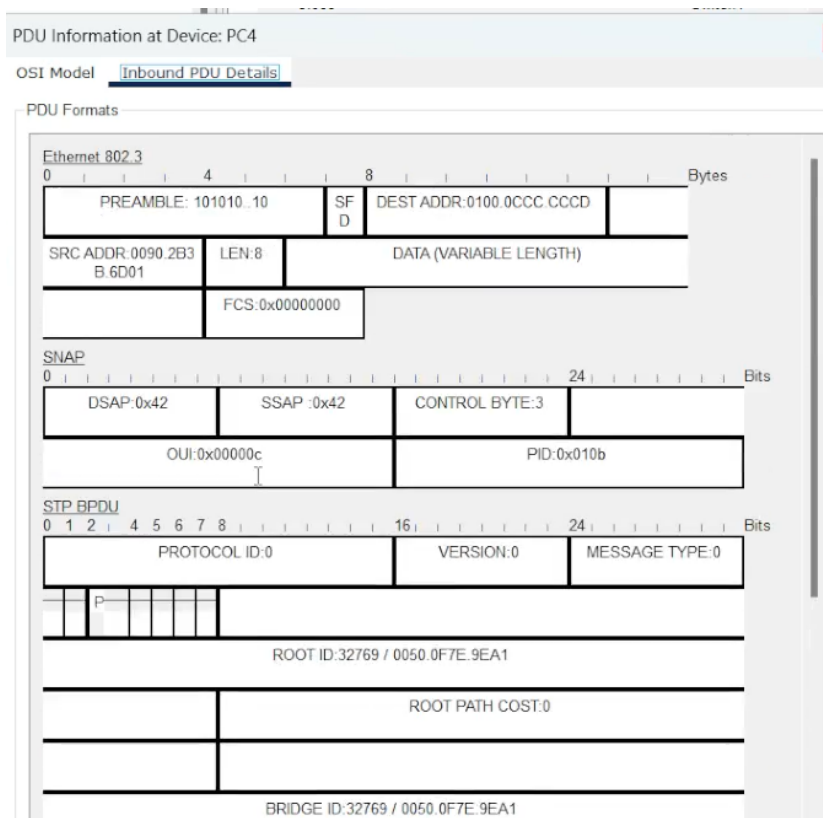 PDU Information at Device: PC4
OSI Model Inbound PDU Details
PDU Formats
Ethernet 802.3
0 4 8 Bytes
PREAMBLE: 101010..10 SF DEST ADDR:0100.0CCC.CCCD
D
SRC ADDR:0090.2B3 LEN:8 DATA (VARIABLE LENGTH)
B.6D01
FCS:0x00000000
SNAP
0 24 Bits
DSAP:0x42 SSAP :0x42 CONTROL BYTE:3
OUI:0x00000c PID:0x010b
STP BPDU
0 1 2 4 5 6 7 8 16 24 Bits
PROTOCOL ID:0 VERSION:0 MESSAGE TYPE:0
P
ROOT ID:32769 / 0050.0F7E.9EA1
ROOT PATH COST:0
BRIDGE ID:32769 / 0050.0F7E.9EA1